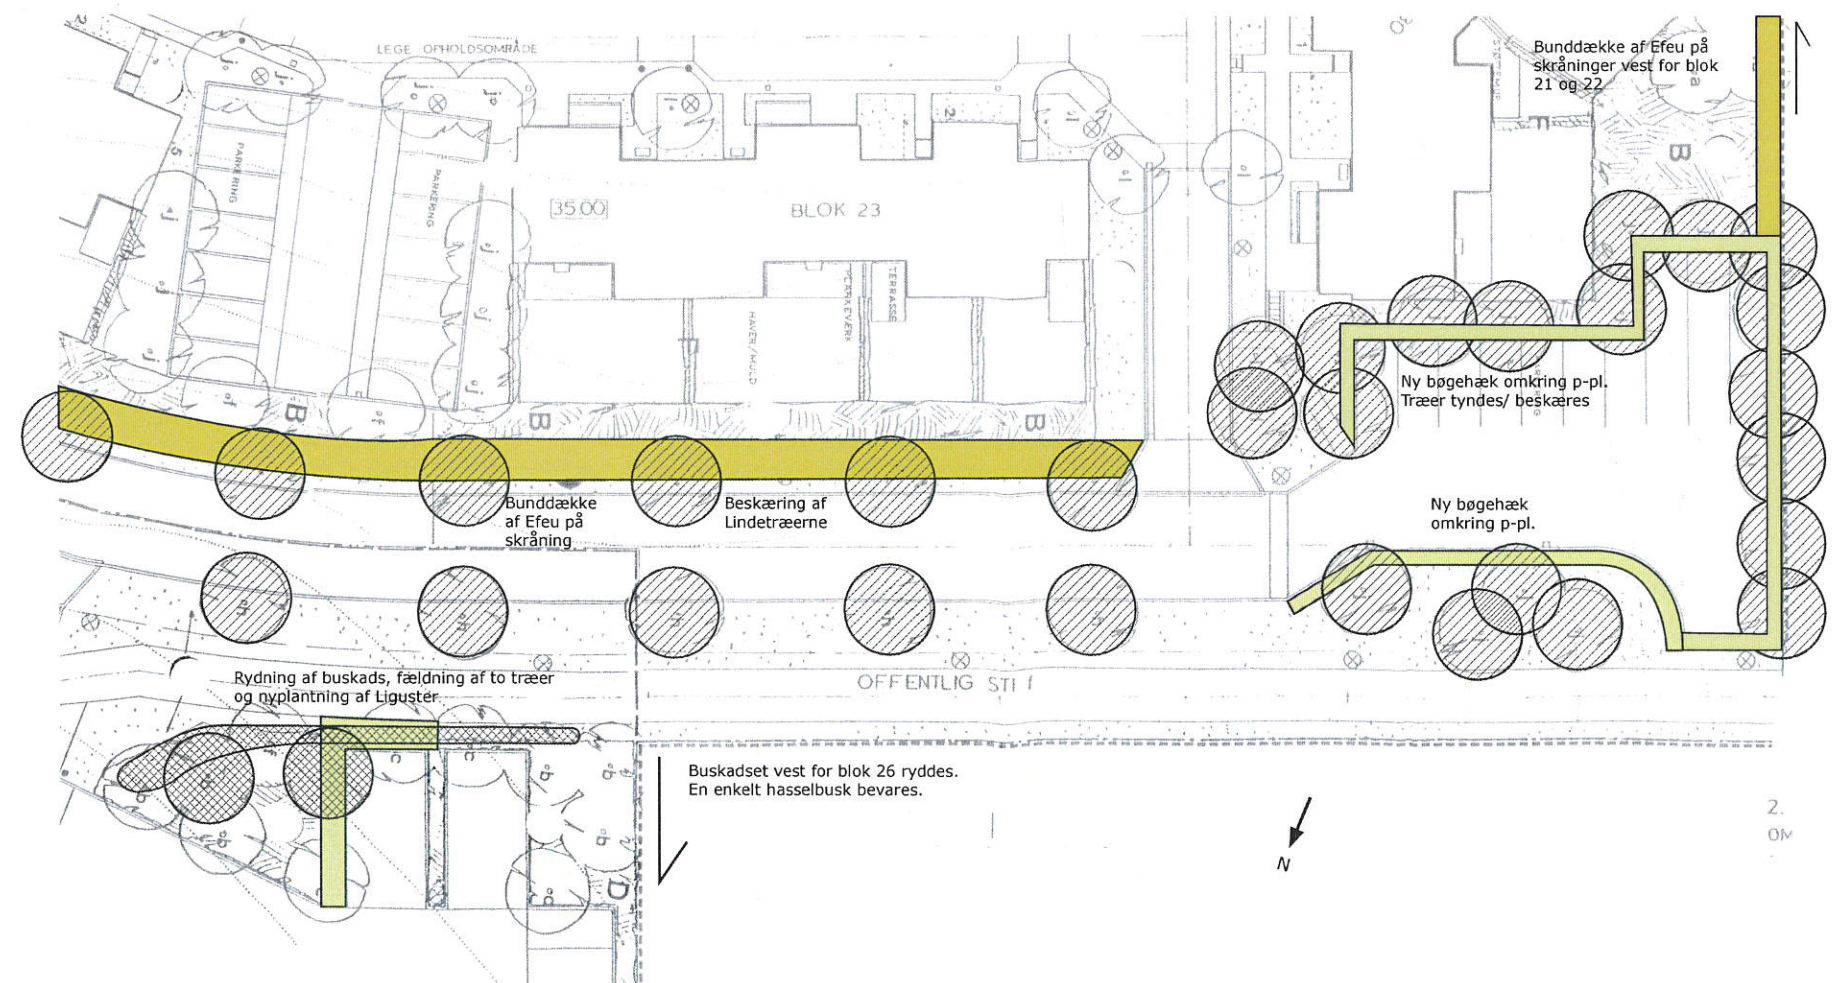 LEGE OPHOLDSOMRÅDE
Bunddække af Efeu på
skråninger vest for blok
21 og 22
PARKERING
PARKERING
35.00
BLOK 23
TERRASSE
PLANKEVÆRK
HAVER/MULD
B
F
B
B
B
F
Ny bøgehæk omkring p-pl.
Træer tyndes/ beskæres
Bunddække
af Efeu på
skråning
Beskæring af
Lindetræerne
Ny bøgehæk
omkring p-pl.
Rydning af buskads, fældning af to træer
og nyplantning af Liguster
OFFENTLIG STI f
Buskadset vest for blok 26 ryddes.
En enkelt hasselbusk bevares.
N
D
2.